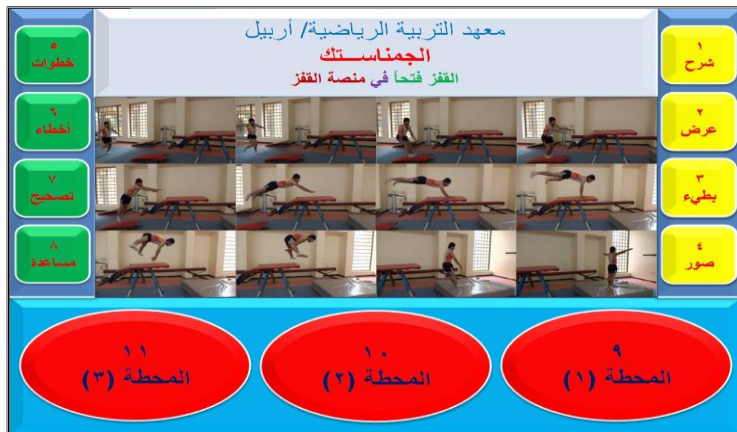 معهد التربية الرياضية/ أربيل
الجمناســتك
القفز فتحاً في منصة القفز
١
شرح
٢
عرض
٣
بطيء
٤
صور
٥
خطوات
٦
أخطاء
٧
تصحيح
٨
مساعدة
٩
المحطة (١)
١٠
المحطة (٢)
١١
المحطة (٣)